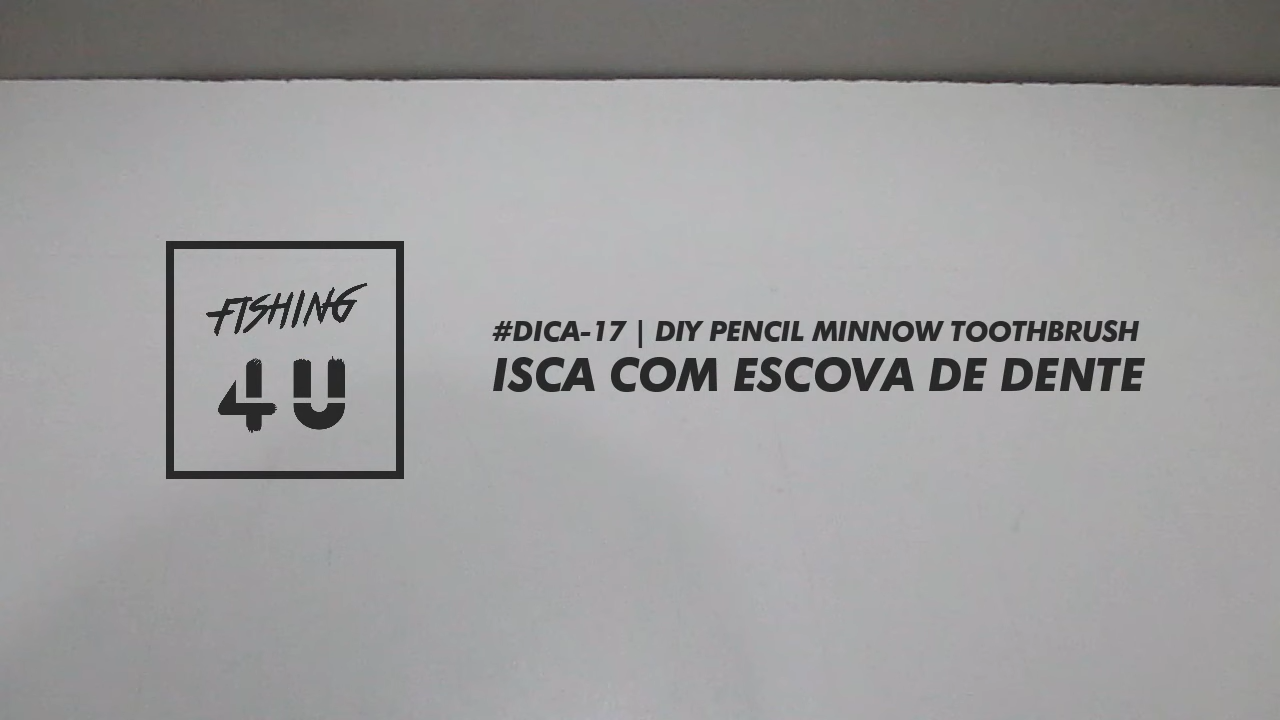 FISHING
4U
#DICA-17 | DIY PENCIL MINNOW TOOTHBRUSH
ISCA COM ESCOVA DE DENTE